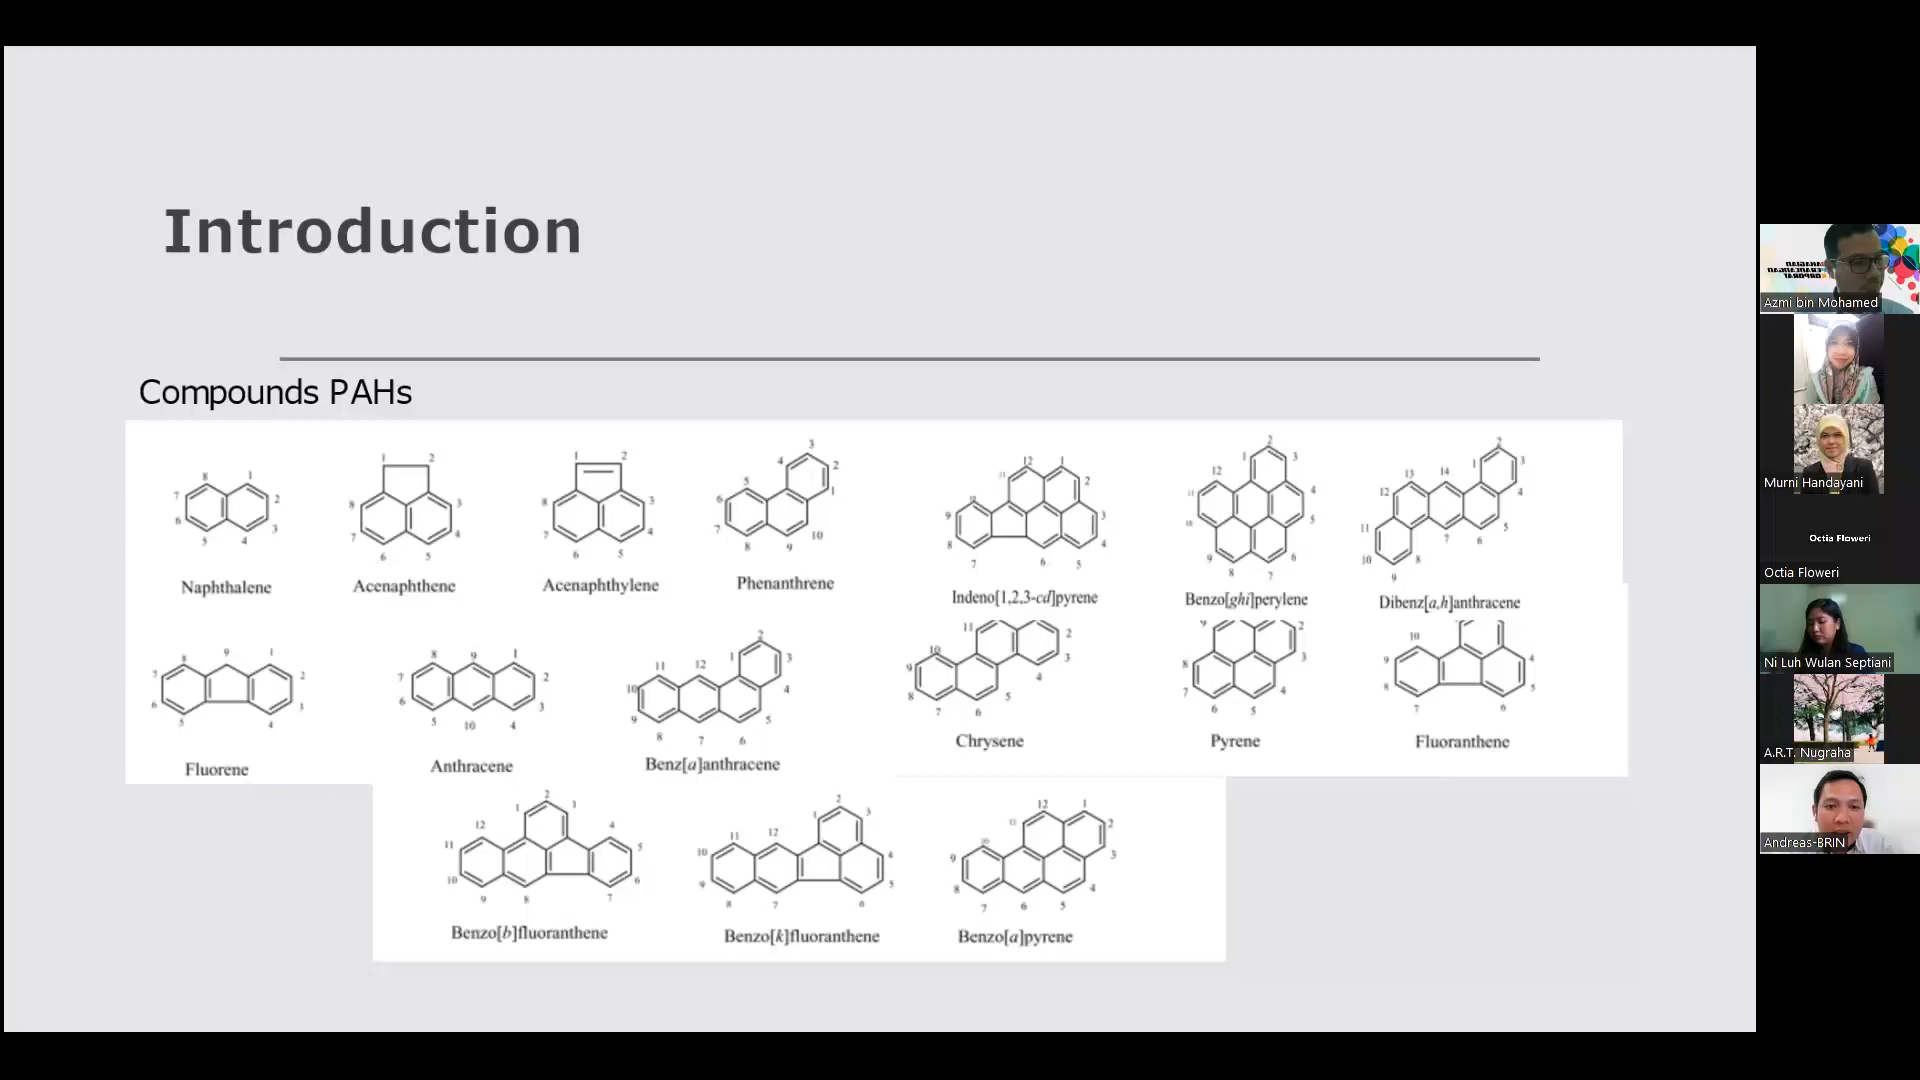 Introduction
Compounds PAHs
Naphthalene
Acenaphthene
Acenaphthylene
Phenanthrene
Indeno[1,2,3-cd]pyrene
Benzo[ghi]perylene
Dibenz[a,h]anthracene
Fluorene
Anthracene
Benz[a]anthracene
Chrysene
Pyrene
Fluoranthene
Benzo[b]fluoranthene
Benzo[k]fluoranthene
Benzo[a]pyrene
Azmi bin Mohamed
Murni Handayani
Octia Floweri
Octia Floweri
Ni Luh Wulan Septiani
A.R.T. Nugraha
Andreas-BRIN